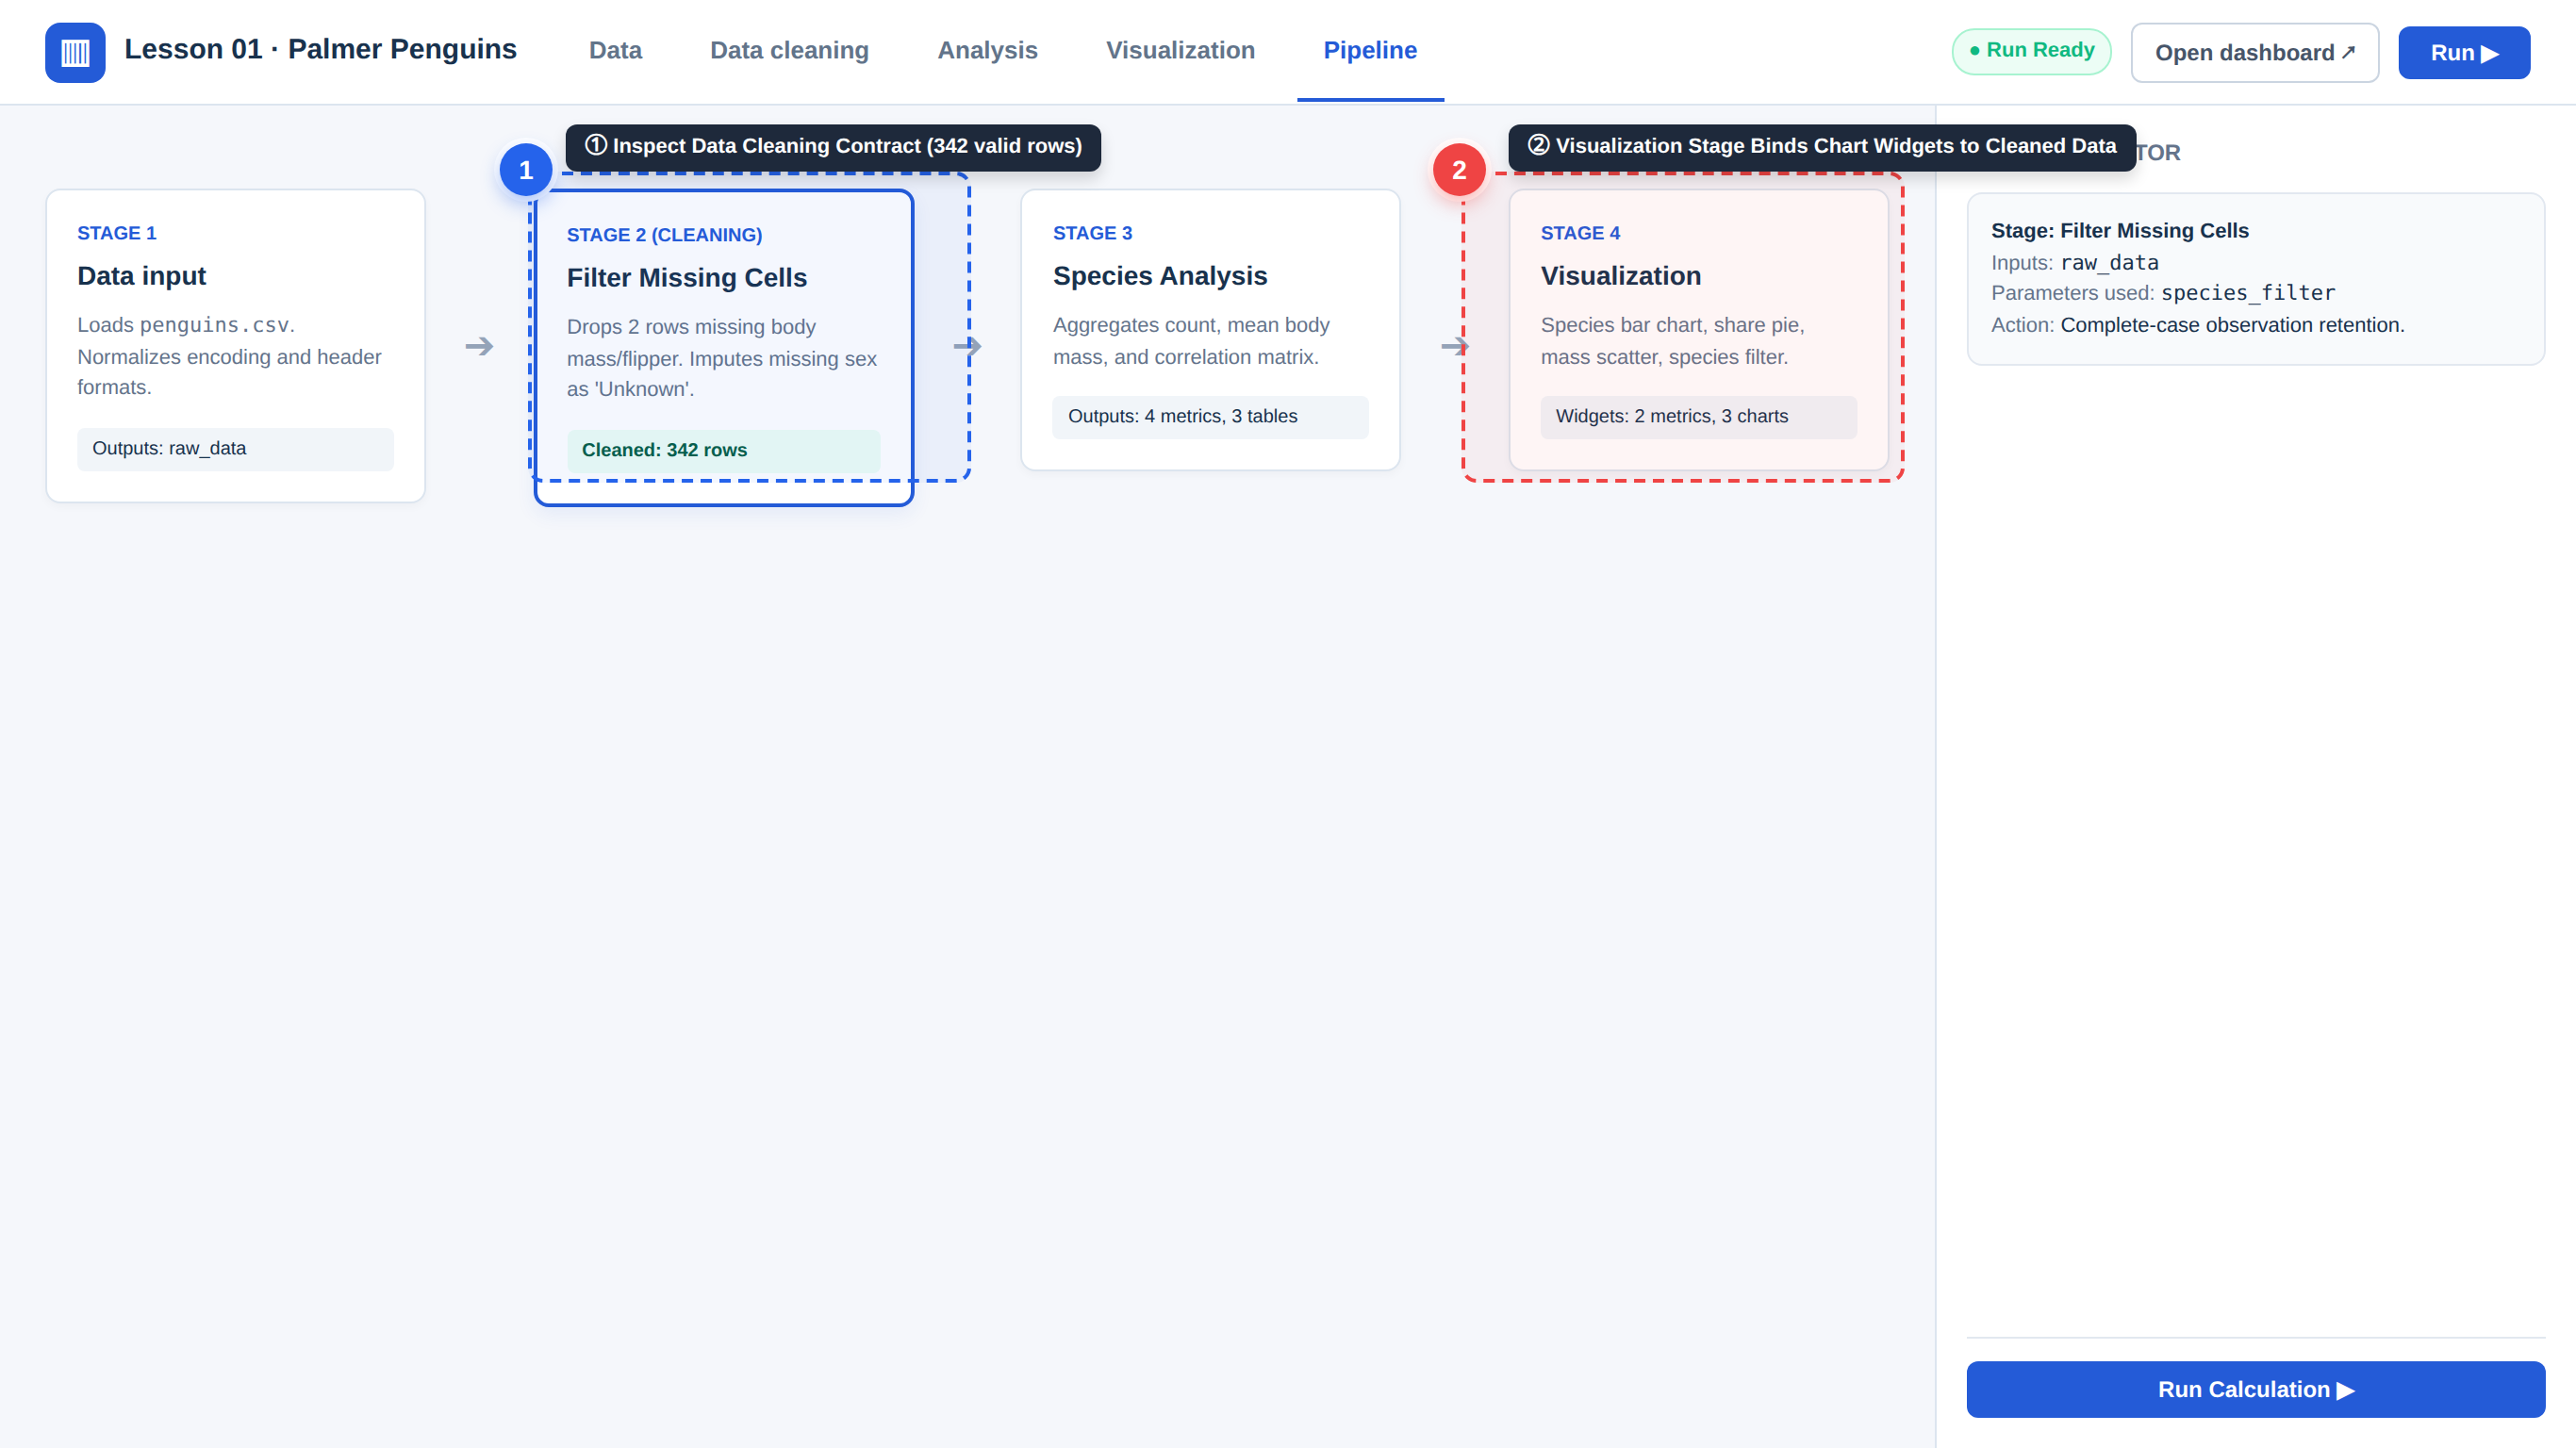 Lesson 01 · Palmer Penguins
Data
Data cleaning
Analysis
Visualization
Pipeline
● Run Ready
Open dashboard ↗
Run ▶
1
① Inspect Data Cleaning Contract (342 valid rows)
2
② Visualization Stage Binds Chart Widgets to Cleaned Data
TOR
STAGE 1
Data input
Loads penguins.csv.
Normalizes encoding and header
formats.
Outputs: raw_data
➔
STAGE 2 (CLEANING)
Filter Missing Cells
Drops 2 rows missing body
mass/flipper. Imputes missing sex
as 'Unknown'.
Cleaned: 342 rows
➔
STAGE 3
Species Analysis
Aggregates count, mean body
mass, and correlation matrix.
Outputs: 4 metrics, 3 tables
➔
STAGE 4
Visualization
Species bar chart, share pie,
mass scatter, species filter.
Widgets: 2 metrics, 3 charts
Stage: Filter Missing Cells
Inputs: raw_data
Parameters used: species_filter
Action: Complete-case observation retention.
Run Calculation ▶